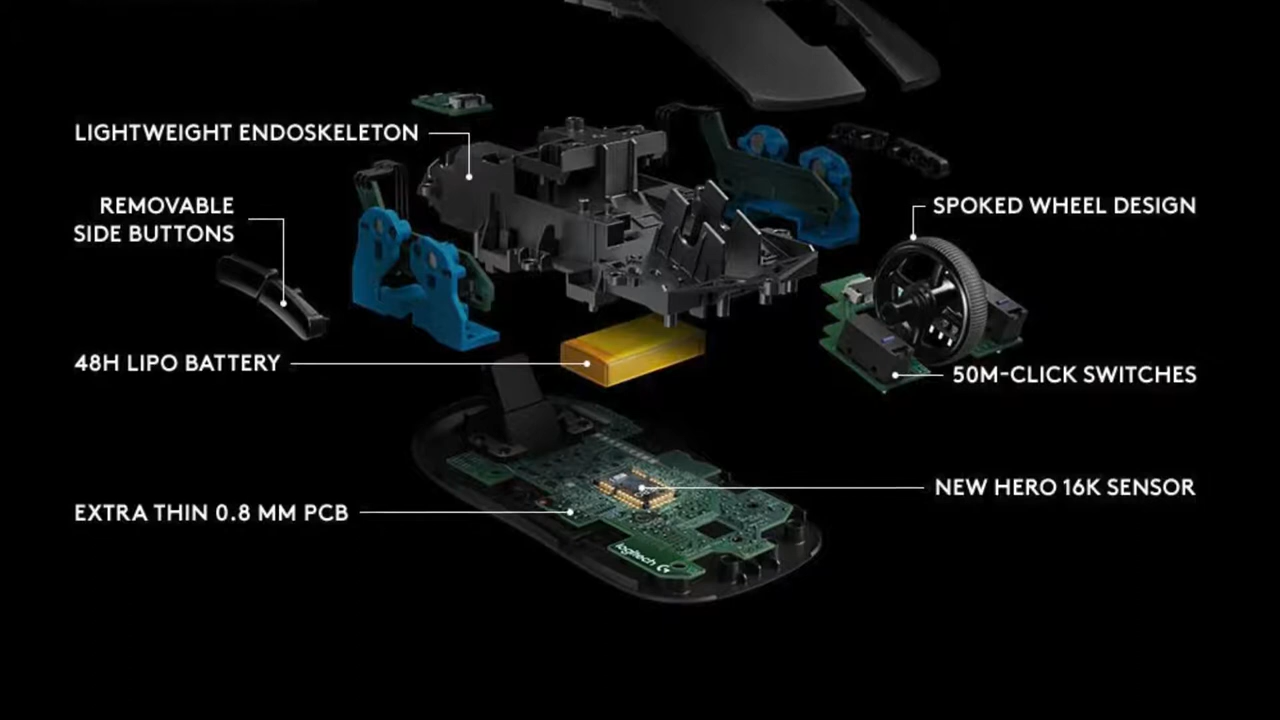 LIGHTWEIGHT ENDOSKELETON
REMOVABLE
SIDE BUTTONS
SPOKED WHEEL DESIGN
48H LIPO BATTERY
50M-CLICK SWITCHES
NEW HERO 16K SENSOR
EXTRA THIN 0.8 MM PCB
logitech G